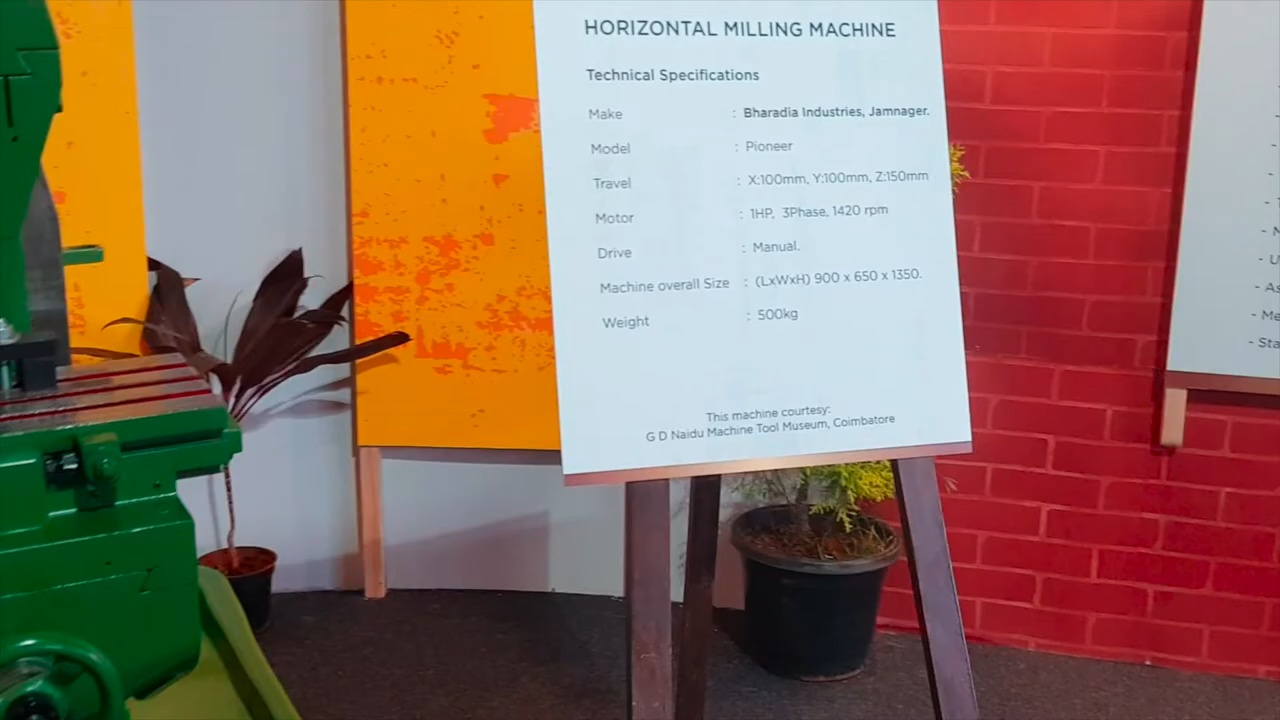 HORIZONTAL MILLING MACHINE
Technical Specifications
Make : Bharadia Industries, Jamnager.
Model : Pioneer
Travel : X:100mm, Y:100mm, Z:150mm
Motor : 1HP, 3Phase, 1420 rpm
Drive : Manual.
Machine overall Size : (LxWxH) 900 x 650 x 1350.
Weight : 500kg
This machine courtesy:
G D Naidu Machine Tool Museum, Coimbatore